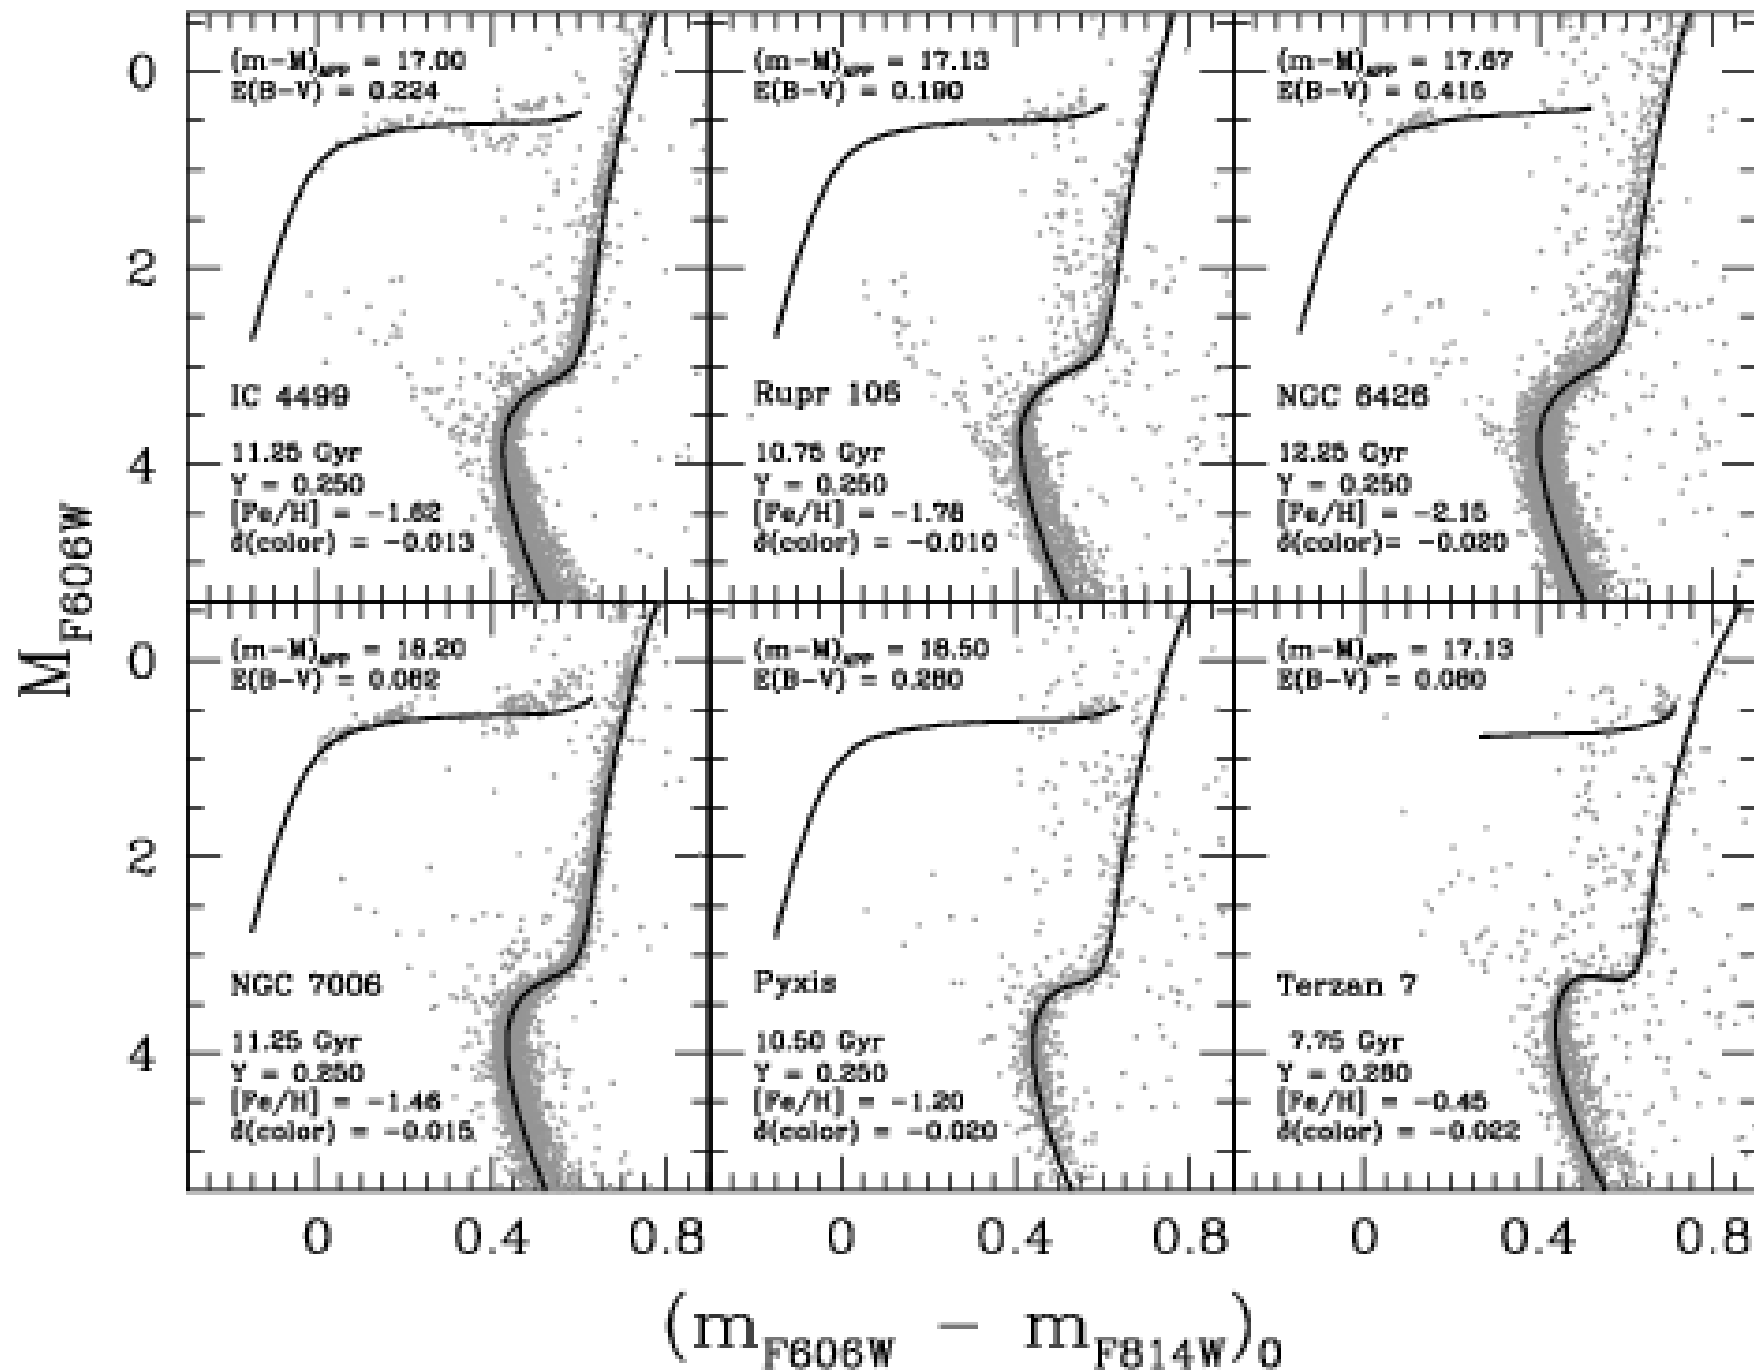 (m-M)APP = 17.00
E(B-V) = 0.224
IC 4499
11.25 Gyr
Y = 0.250
[Fe/H] = -1.62
δ(color) = -0.013
(m-M)APP = 17.13
E(B-V) = 0.190
Rupr 106
10.75 Gyr
Y = 0.250
[Fe/H] = -1.78
δ(color) = -0.010
(m-M)APP = 17.67
E(B-V) = 0.415
NGC 6426
12.25 Gyr
Y = 0.250
[Fe/H] = -2.15
δ(color)= -0.020
0
2
4
(m-M)APP = 18.20
E(B-V) = 0.082
NGC 7006
11.25 Gyr
Y = 0.250
[Fe/H] = -1.46
δ(color) = -0.015
(m-M)APP = 18.50
E(B-V) = 0.280
Pyxis
10.50 Gyr
Y = 0.250
[Fe/H] = -1.20
δ(color) = -0.020
(m-M)APP = 17.13
E(B-V) = 0.080
Terzan 7
7.75 Gyr
Y = 0.280
[Fe/H] = -0.45
δ(color) = -0.022
0
2
4
M F606W
0 0.4 0.8 0 0.4 0.8 0 0.4 0.8
(m F606W - m F814W)0